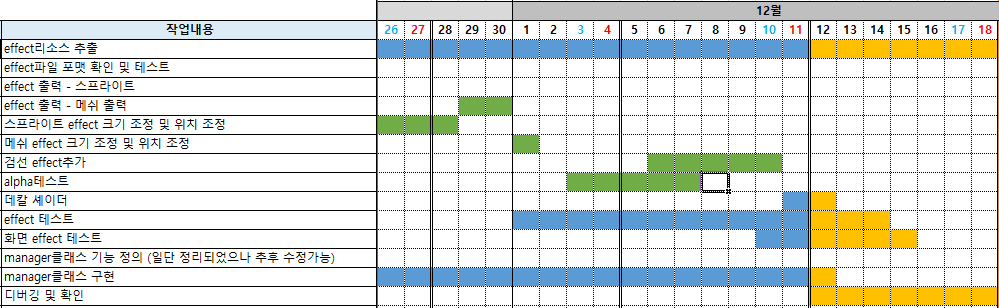 12월
작업내용 26 27 28 29 30 1 2 3 4 5 6 7 8 9 10 11 12 13 14 15 16 17 18
effect리소스 추출
effect파일 포맷 확인 및 테스트
effect 출력 - 스프라이트
effect 출력 - 메쉬 출력
스프라이트 effect 크기 조정 및 위치 조정
메쉬 effect 크기 조정 및 위치 조정
검선 effect추가
alpha테스트
데칼 셰이더
effect 테스트
화면 effect 테스트
manager클래스 기능 정의 (일단 정리되었으나 추후 수정가능)
manager클래스 구현
디버깅 및 확인